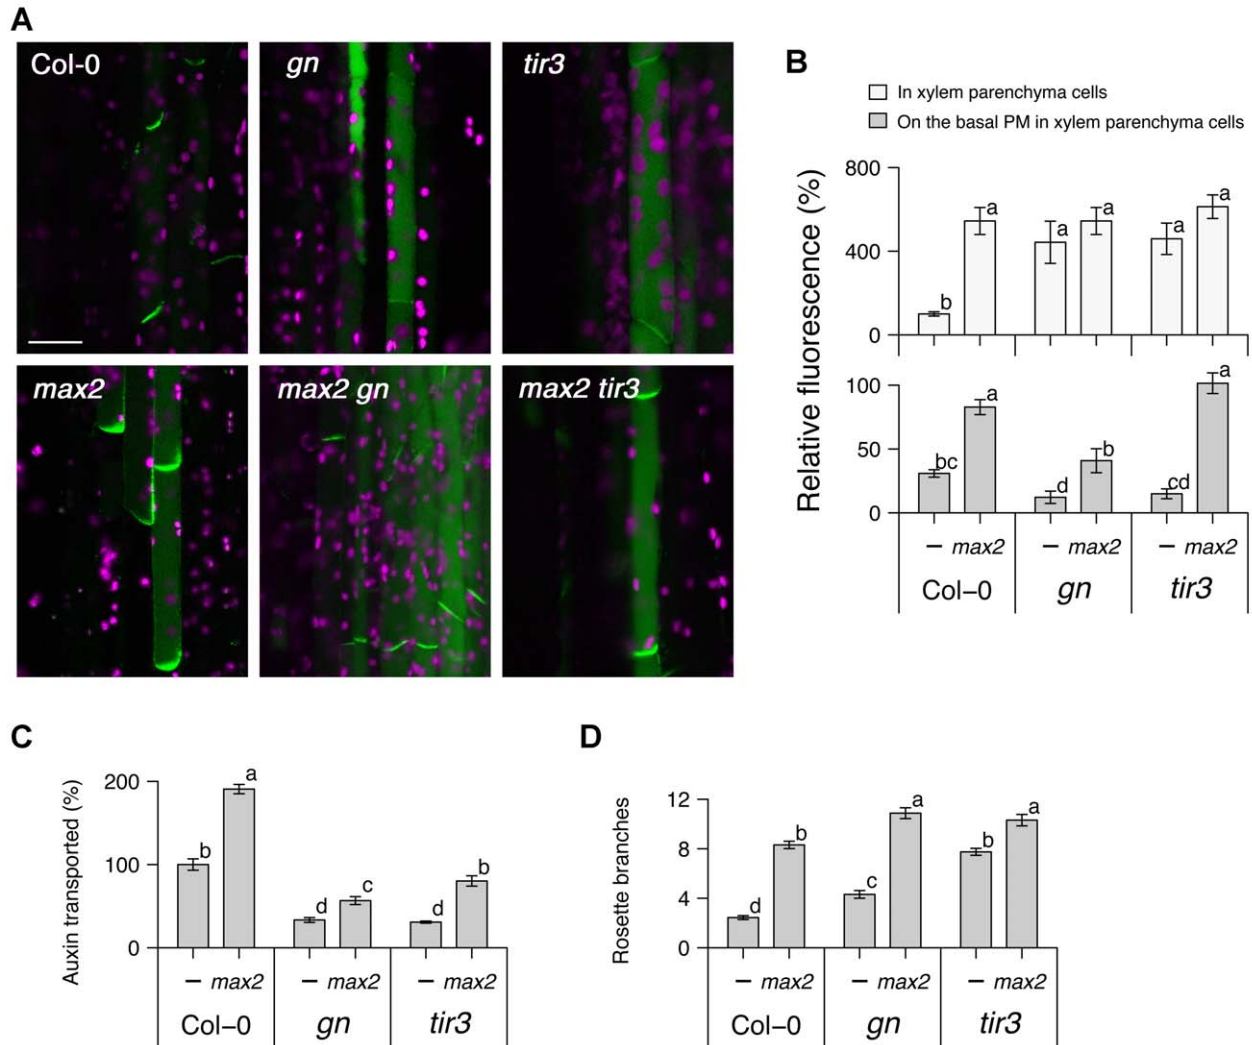 A
Col-0
gn
tir3
max2
max2 gn
max2 tir3
B
In xylem parenchyma cells
On the basal PM in xylem parenchyma cells
Relative fluorescence (%)
800
400
0
b
a
a
a
a
a
100
50
0
bc
a
d
b
cd
a
– max2 – max2 – max2
Col–0 gn tir3
C
Auxin transported (%)
200
100
0
b
a
d
c
d
b
– max2 – max2 – max2
Col–0 gn tir3
D
Rosette branches
12
8
4
0
d
b
c
a
b
a
– max2 – max2 – max2
Col–0 gn tir3